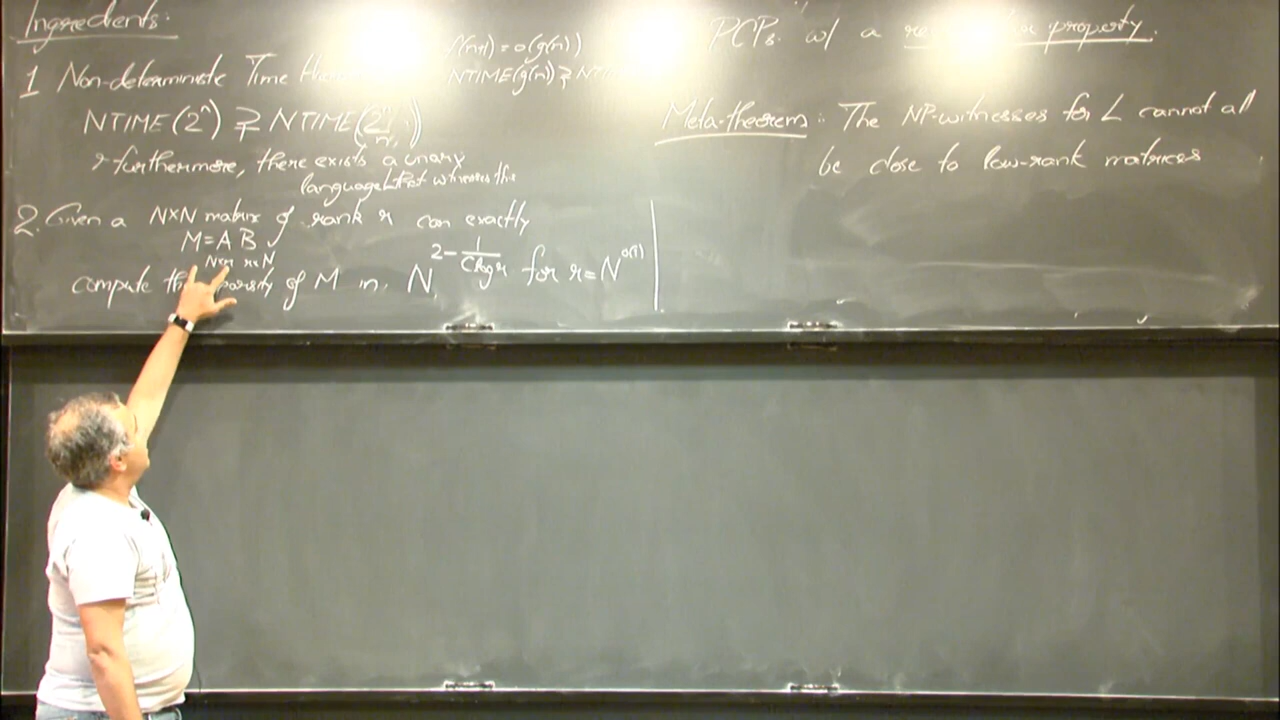 Ingredients:
1 Non-deterministic Time
f(n+1) = o(g(n))
NTIME(g(n)) ⊋
NTIME(2ⁿ) ⊋ NTIME(2ⁿ/n)
& furthermore, there exists a unary
language L that witnesses this
2. Given a N×N matrix of rank r can exactly
M = A B
N×r r×N
compute the sparsity of M in N^{2 - 1/(C log r)} for r = N^{o(1)}
PCPs w/ a property.
Meta-theorem: The NP-witnesses for L cannot all
be close to low-rank matrices